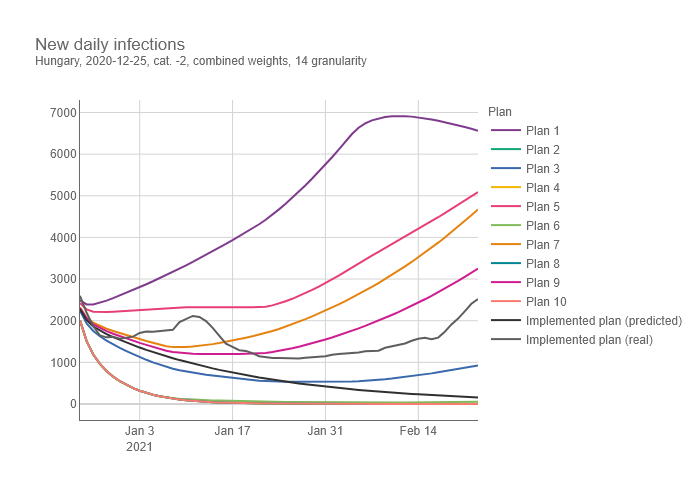 New daily infections
Hungary, 2020-12-25, cat. -2, combined weights, 14 granularity
7000
6000
5000
4000
3000
2000
1000
0
Jan 3
2021
Jan 17
Jan 31
Feb 14
Plan
Plan 1
Plan 2
Plan 3
Plan 4
Plan 5
Plan 6
Plan 7
Plan 8
Plan 9
Plan 10
Implemented plan (predicted)
Implemented plan (real)